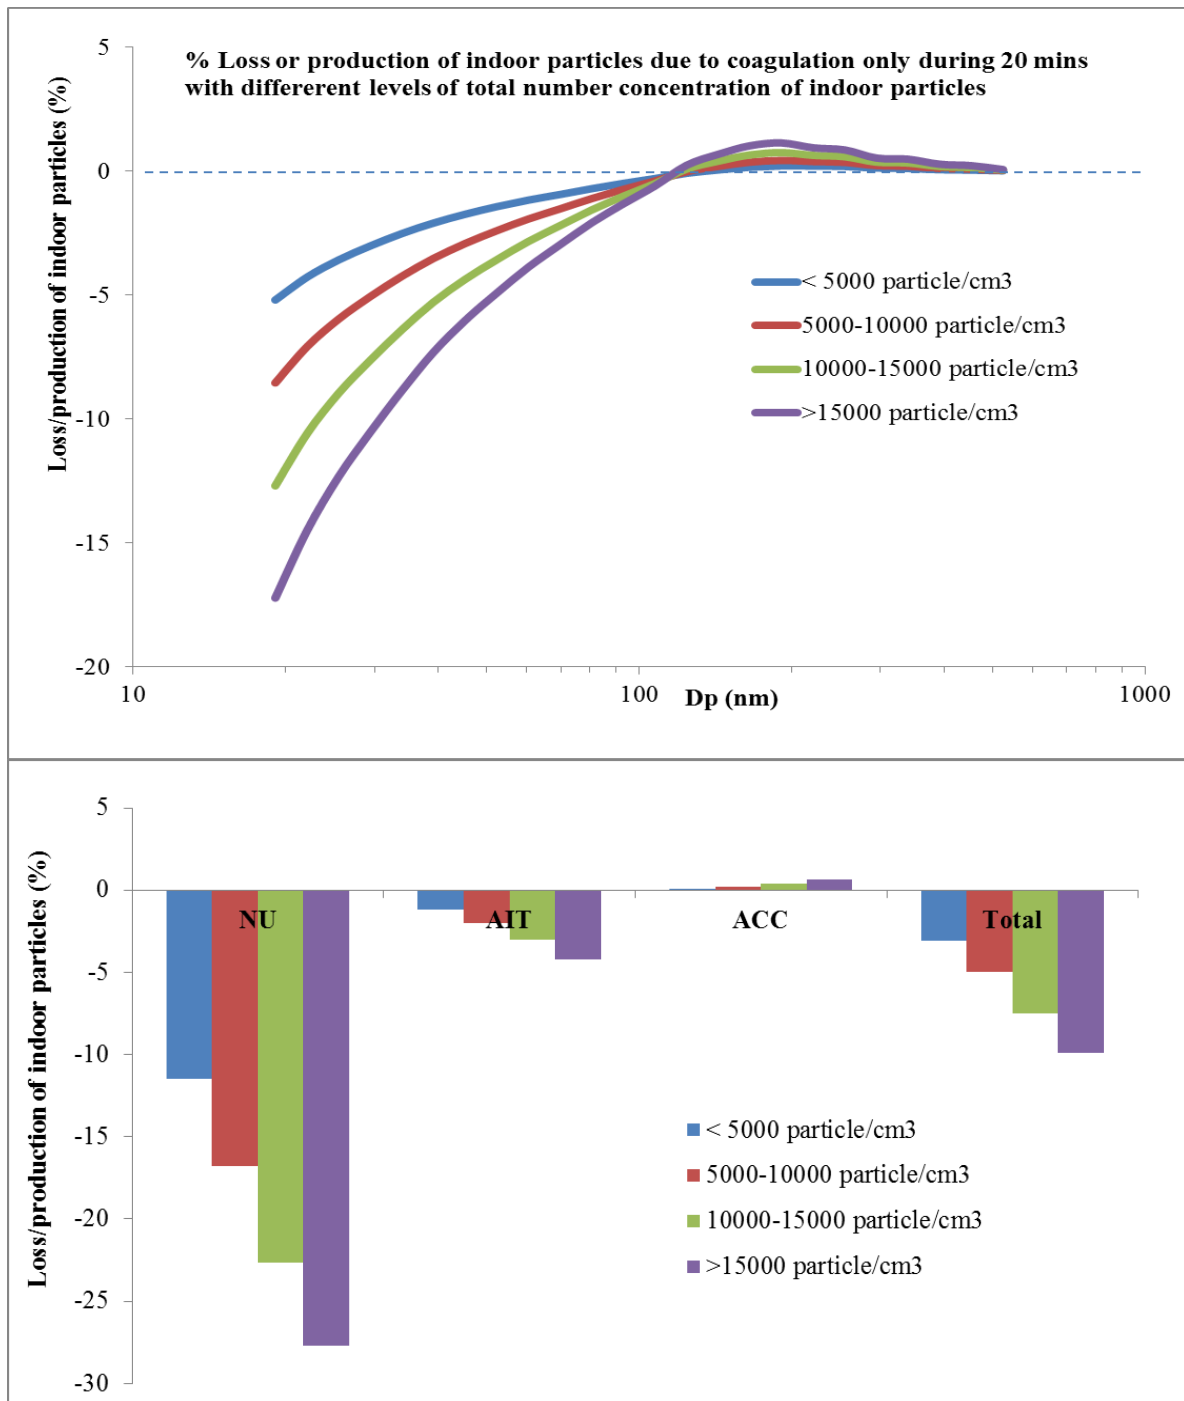 % Loss or production of indoor particles due to coagulation only during 20 mins
with differerent levels of total number concentration of indoor particles
Loss/production of indoor particles (%)
5
0
-5
-10
-15
-20
10
100
1000
Dp (nm)
< 5000 particle/cm3
5000-10000 particle/cm3
10000-15000 particle/cm3
>15000 particle/cm3
Loss/production of indoor particles (%)
5
0
-5
-10
-15
-20
-25
-30
NU
AIT
ACC
Total
< 5000 particle/cm3
5000-10000 particle/cm3
10000-15000 particle/cm3
>15000 particle/cm3